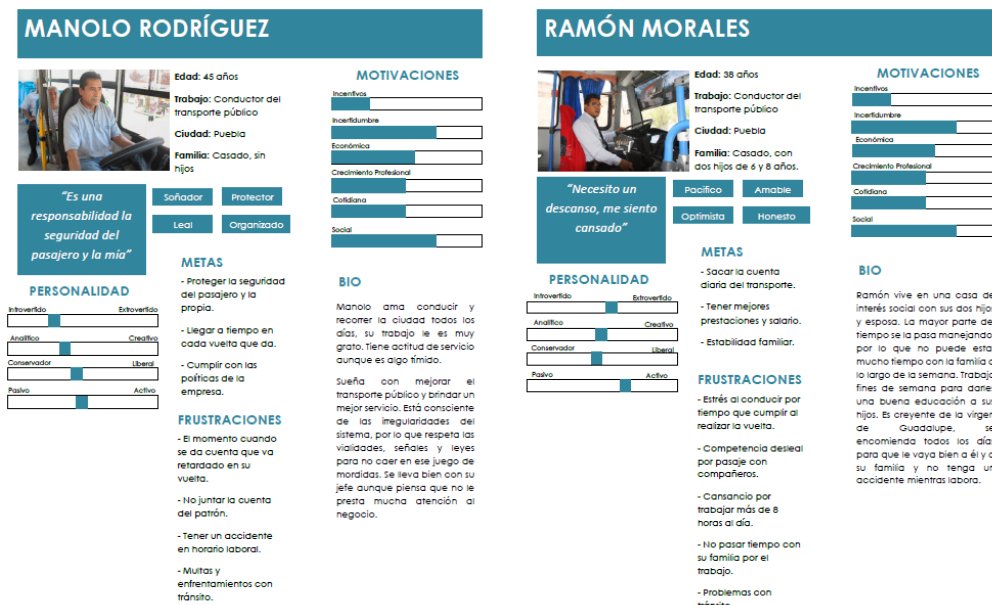 MANOLO RODRÍGUEZ
Edad: 45 años
Trabajo: Conductor del
transporte público
Ciudad: Puebla
Familia: Casado, sin
hijos
"Es una
responsabilidad la
seguridad del
pasajero y la mía"
Soñador
Protector
Leal
Organizado
PERSONALIDAD
Introvertido
Extrovertido
Analítico
Creativo
Conservador
Liberal
Pasivo
Activo
METAS
- Proteger la seguridad
del pasajero y la
propia.
- Llegar a tiempo en
cada vuelta que da.
- Cumplir con las
políticas de la
empresa.
FRUSTRACIONES
- El momento cuando
se da cuenta que va
retardado en su
vuelta.
- No juntar la cuenta
del patrón.
- Tener un accidente
en horario laboral.
- Multas y
enfrentamientos con
tránsito.
MOTIVACIONES
Incentivos
Incertidumbre
Económica
Crecimiento Profesional
Cotidiana
Social
BIO
Manolo ama conducir y
recorrer la ciudad todos los
días, su trabajo le es muy
grato. Tiene actitud de servicio
aunque es algo tímido.
Sueña con mejorar el
transporte público y brindar un
mejor servicio. Está consciente
de las irregularidades del
sistema, por lo que respeta las
vialidades, señales y leyes
para no caer en ese juego de
mordidas. Se lleva bien con su
jefe aunque piensa que no le
presta mucha atención al
negocio.
RAMÓN MORALES
Edad: 38 años
Trabajo: Conductor del
transporte público
Ciudad: Puebla
Familia: Casado, con
dos hijos de 6 y 8 años.
"Necesito un
descanso, me siento
cansado"
Pacífico
Amable
Optimista
Honesto
PERSONALIDAD
Introvertido
Extrovertido
Analítico
Creativo
Conservador
Liberal
Pasivo
Activo
METAS
- Sacar la cuenta
diaria del transporte.
- Tener mejores
prestaciones y salario.
- Estabilidad familiar.
FRUSTRACIONES
- Estrés al conducir por
tiempo que cumplir al
realizar la vuelta.
- Competencia desleal
por pasaje con
compañeros.
- Cansancio por
trabajar más de 8
horas al día.
- No pasar tiempo con
su familia por el
trabajo.
- Problemas con
MOTIVACIONES
Incentivos
Incertidumbre
Económica
Crecimiento Profesional
Cotidiana
Social
BIO
Ramón vive en una casa de
interés social con sus dos hijos
y esposa. La mayor parte de
tiempo se la pasa manejando
por lo que no puede esta
mucho tiempo con la familia a
lo largo de la semana. Trabaja
fines de semana para darles
una buena educación a sus
hijos. Es creyente de la virgen
de Guadalupe, se
encomienda todos los días
para que le vaya bien a él y a
su familia y no tenga un
accidente mientras labora.